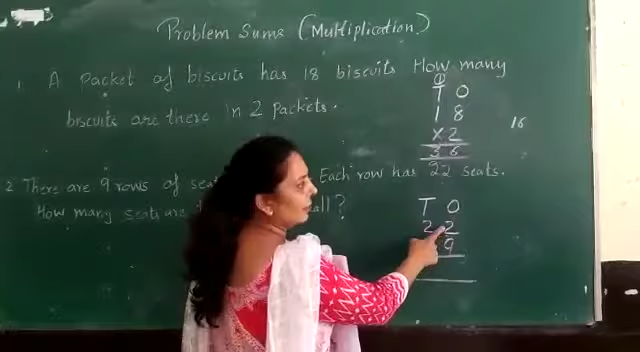 Problem Sums (Multiplication)
1 A Packet of biscuits has 18 biscuits How many
biscuits are there in 2 packets.
1
T O
1 8
x 2
3 6
16
2 There are 9 rows of Each row has 22 seats.
How many seats are all?
T O
2 2
9